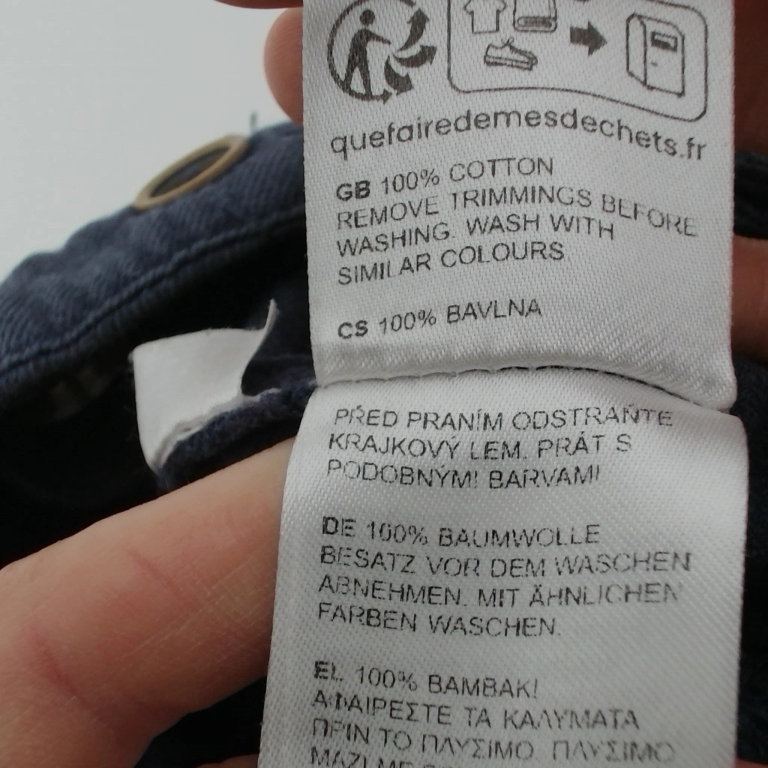 quefairedemesdechets.fr
GB 100% COTTON
REMOVE TRIMMINGS BEFORE
WASHING. WASH WITH
SIMILAR COLOURS
CS 100% BAVLNA
PŘED PRANÍM ODSTRAŇTE
KRAJKOVÝ LEM. PRÁT S
PODOBNÝMI BARVAMI
DE 100% BAUMWOLLE
BESATZ VOR DEM WASCHEN
ABNEHMEN. MIT ÄHNLICHEN
FARBEN WASCHEN.
EL 100% ΒΑΜΒΑΚΙ
ΑΦΑΙΡΕΣΤΕ ΤΑ ΚΑΛΥΜΑΤΑ
ΠΡΙΝ ΤΟ ΠΛΥΣΙΜΟ. ΠΛΥΣΙΜΟ
ΜΑΖΙ ΜΕ